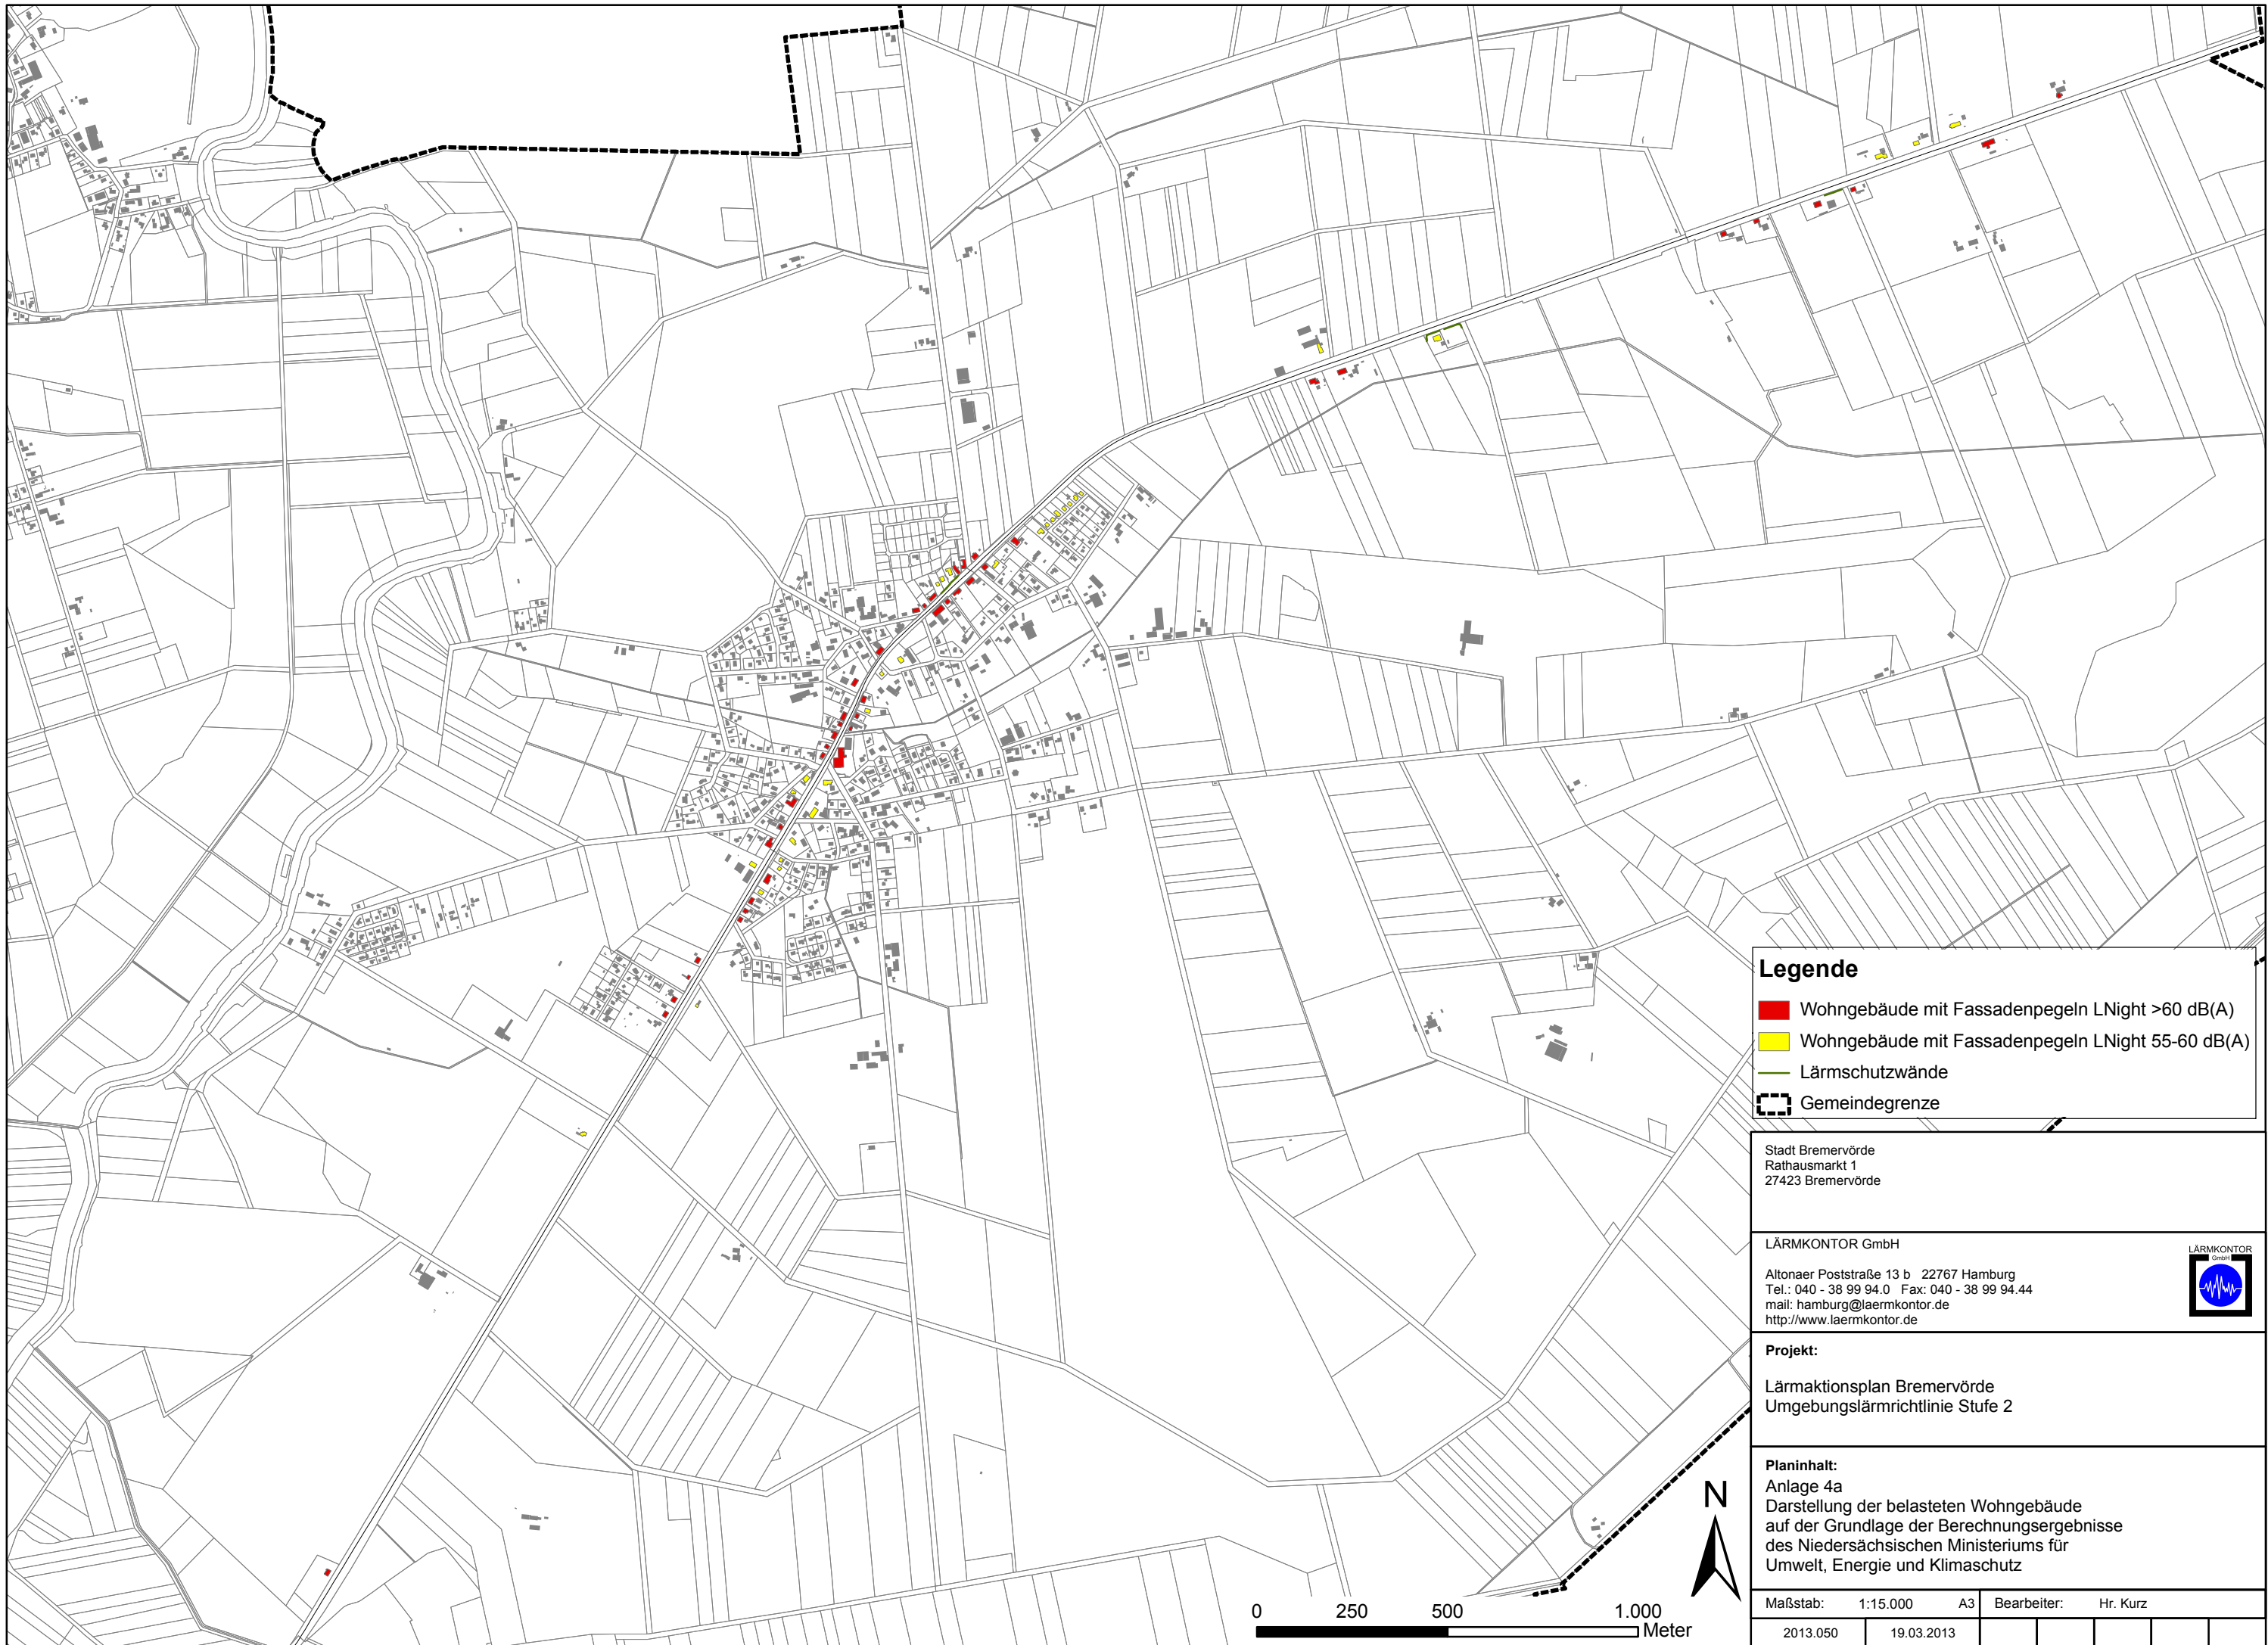 Legende
Wohngebäude mit Fassadenpegeln LNight >60 dB(A)
Wohngebäude mit Fassadenpegeln LNight 55-60 dB(A)
Lärmschutzwände
Gemeindegrenze
Stadt Bremervörde
Rathausmarkt 1
27423 Bremervörde
LÄRMKONTOR GmbH
Altonaer Poststraße 13 b 22767 Hamburg
Tel.: 040 - 38 99 94.0 Fax: 040 - 38 99 94.44
mail: hamburg@laermkontor.de
http://www.laermkontor.de
LÄRMKONTOR
GmbH
Projekt:
Lärmaktionsplan Bremervörde
Umgebungslärmrichtlinie Stufe 2
Planinhalt:
Anlage 4a
Darstellung der belasteten Wohngebäude
auf der Grundlage der Berechnungsergebnisse
des Niedersächsischen Ministeriums für
Umwelt, Energie und Klimaschutz
Maßstab: 1:15.000 A3 Bearbeiter: Hr. Kurz
2013.050 19.03.2013
N
0 250 500 1.000
Meter